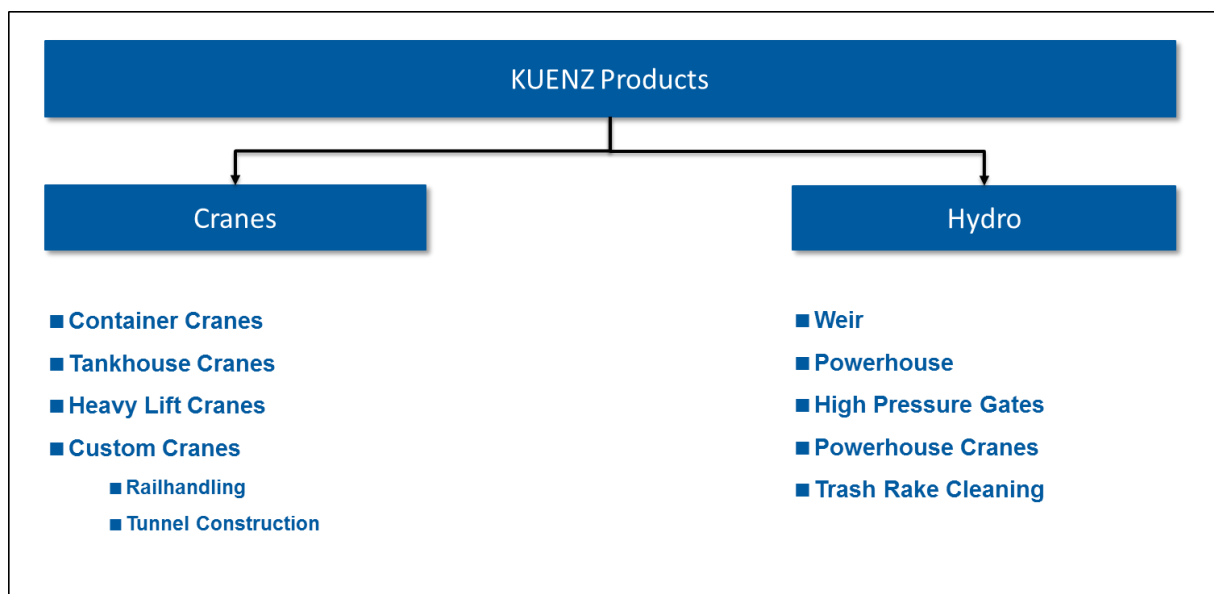 KUENZ Products
Cranes
Hydro
Container Cranes
Tankhouse Cranes
Heavy Lift Cranes
Custom Cranes
Railhandling
Tunnel Construction
Weir
Powerhouse
High Pressure Gates
Powerhouse Cranes
Trash Rake Cleaning